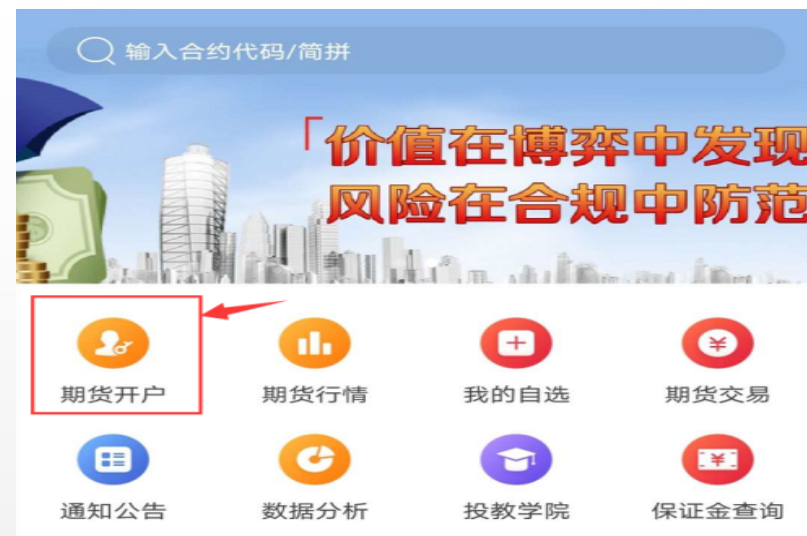 输入合约代码/简拼
「价值在博弈中发现
风险在合规中防范
期货开户
期货行情
我的自选
期货交易
通知公告
数据分析
投教学院
保证金查询